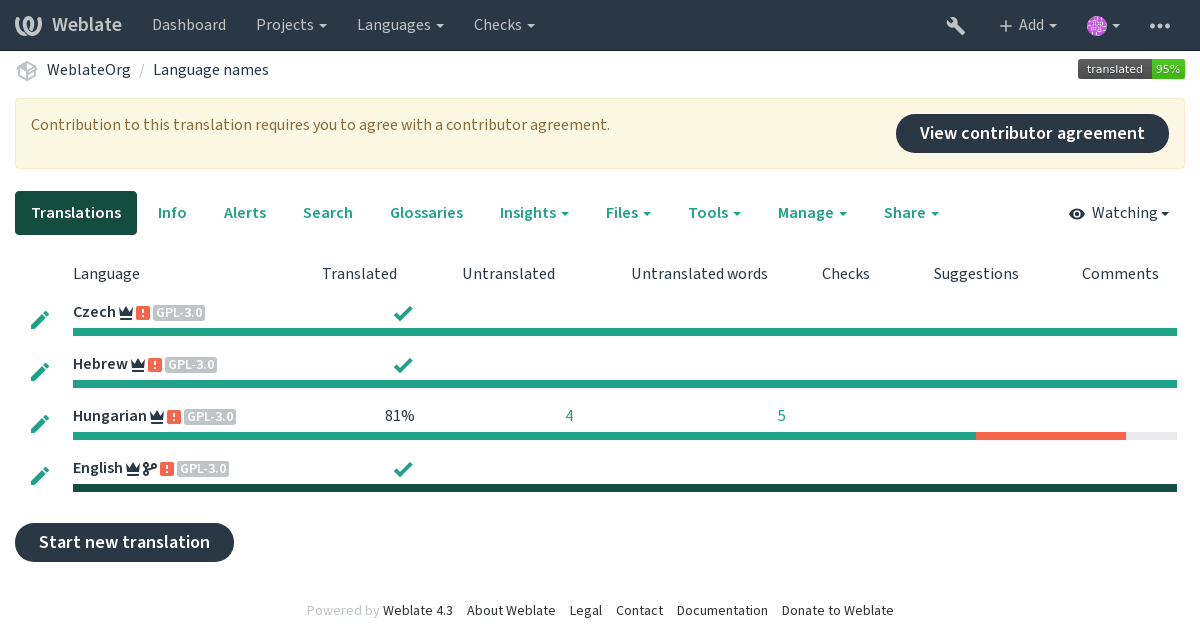 Weblate Dashboard Projects Languages Checks Add
WeblateOrg / Language names translated 95%
Contribution to this translation requires you to agree with a contributor agreement. View contributor agreement
Translations Info Alerts Search Glossaries Insights Files Tools Manage Share Watching
Language Translated Untranslated Untranslated words Checks Suggestions Comments
Czech GPL-3.0
Hebrew GPL-3.0
Hungarian GPL-3.0 81% 4 5
English GPL-3.0
Start new translation
Powered by Weblate 4.3 About Weblate Legal Contact Documentation Donate to Weblate